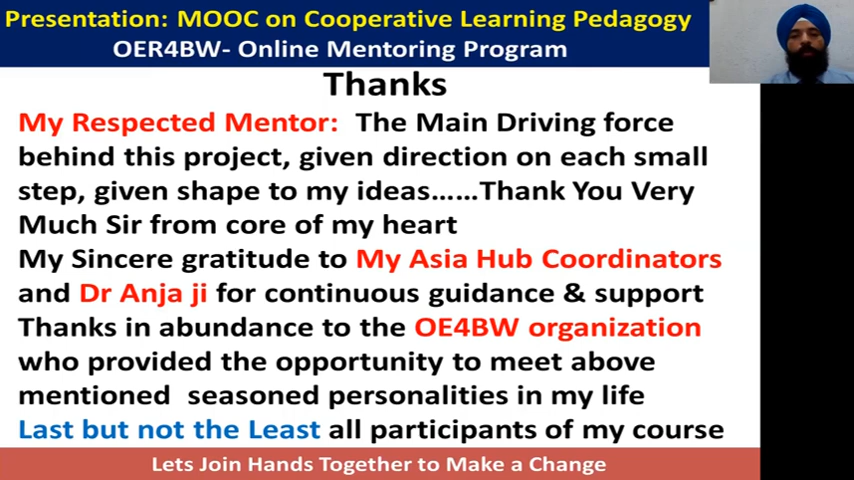 Presentation: MOOC on Cooperative Learning Pedagogy
OER4BW- Online Mentoring Program
Thanks
My Respected Mentor: The Main Driving force
behind this project, given direction on each small
step, given shape to my ideas……Thank You Very
Much Sir from core of my heart
My Sincere gratitude to My Asia Hub Coordinators
and Dr Anja ji for continuous guidance & support
Thanks in abundance to the OE4BW organization
who provided the opportunity to meet above
mentioned seasoned personalities in my life
Last but not the Least all participants of my course
Lets Join Hands Together to Make a Change